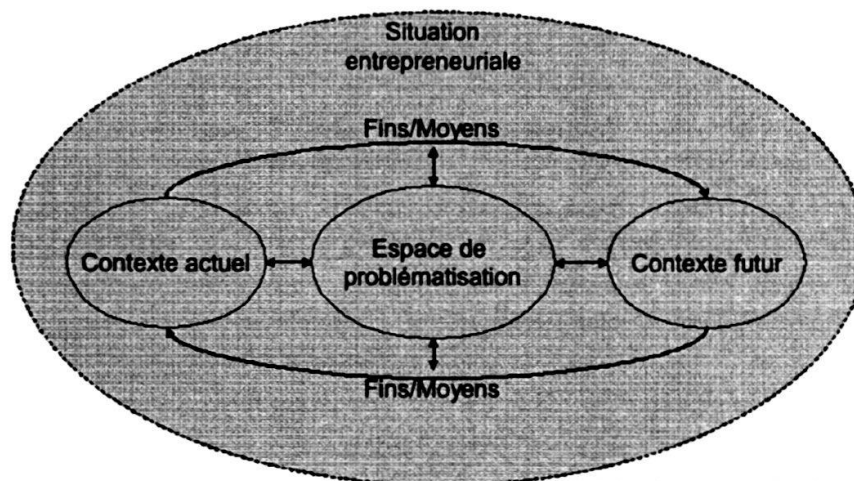 Situation
entrepreneuriale
Fins/Moyens
Contexte actuel
Espace de
problématisation
Contexte futur
Fins/Moyens